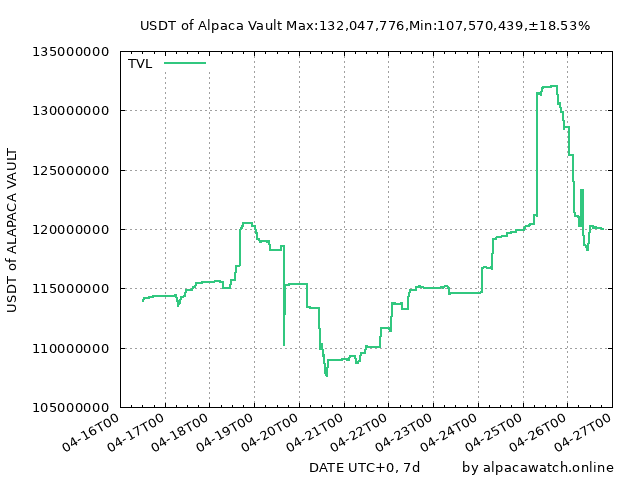 USDT of Alpaca Vault Max:132,047,776,Min:107,570,439,±18.53%
135000000
TVL
130000000
125000000
120000000
115000000
110000000
105000000
USDT of ALAPACA VAULT
04-16T00
04-17T00
04-18T00
04-19T00
04-20T00
04-21T00
04-22T00
04-23T00
04-24T00
04-25T00
04-26T00
04-27T00
DATE UTC+0, 7d
by alpacawatch.online